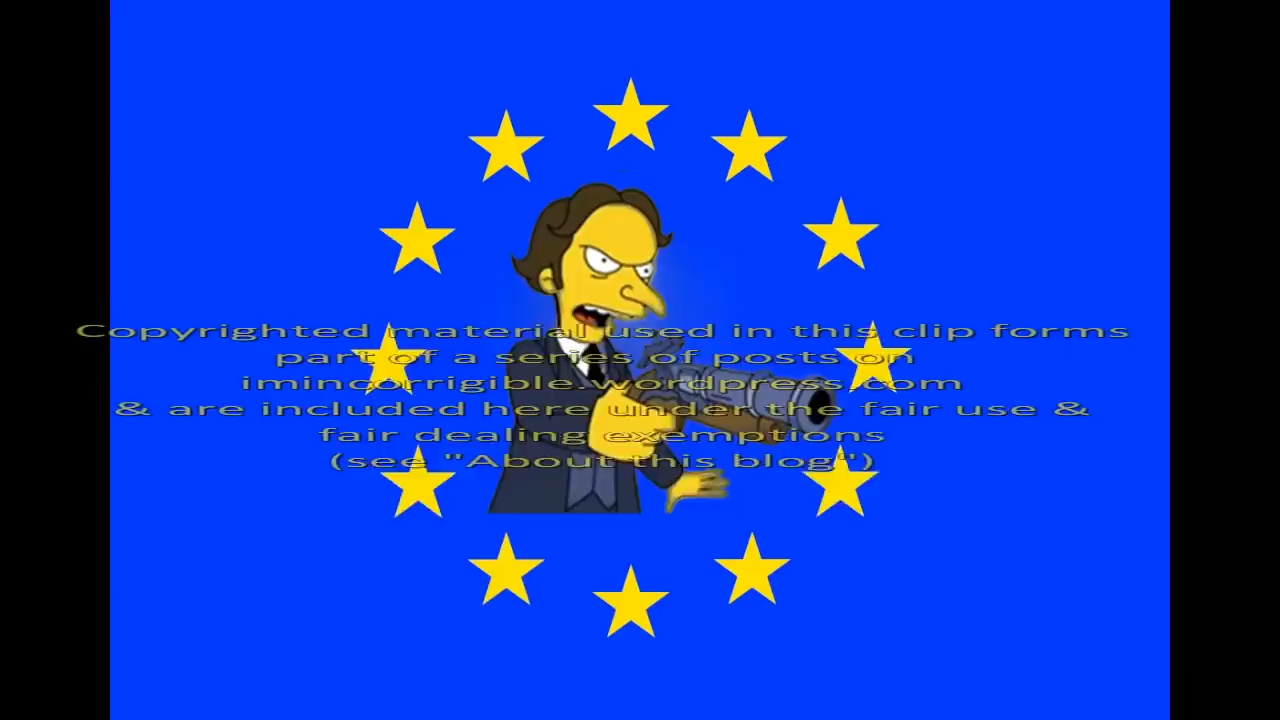 Copyrighted material used in this clip forms
part of a series of posts on
imincorrigible.wordpress.com
& are included here under the fair use &
fair dealing exemptions
(see "About this blog")